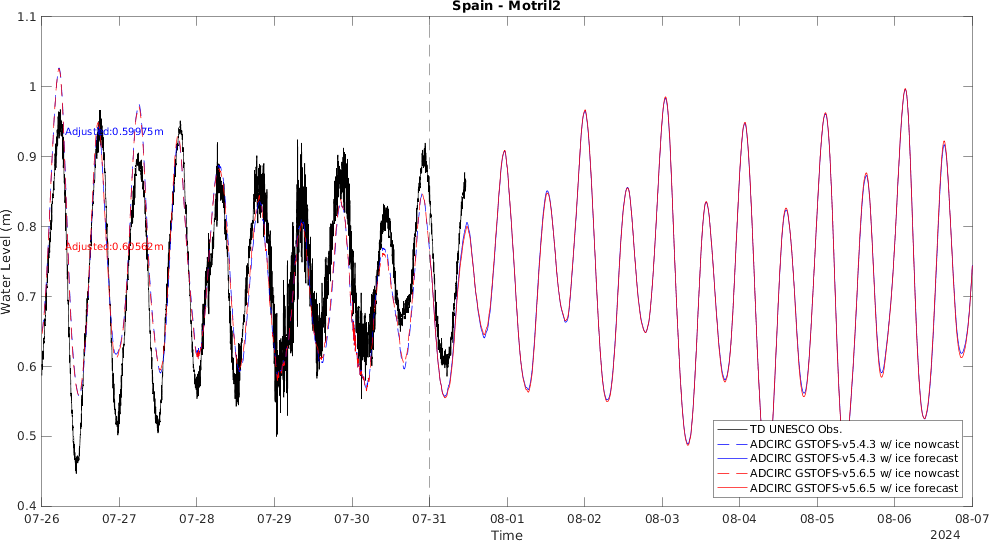 Spain - Motril2
1.1
1
0.9
0.8
0.7
0.6
0.5
0.4
Water Level (m)
Adjusted:0.59975m
Adjusted:0.60562m
TD UNESCO Obs.
ADCIRC GSTOFS-v5.4.3 w/ ice nowcast
ADCIRC GSTOFS-v5.4.3 w/ ice forecast
ADCIRC GSTOFS-v5.6.5 w/ ice nowcast
ADCIRC GSTOFS-v5.6.5 w/ ice forecast
07-26 07-27 07-28 07-29 07-30 07-31 08-01 08-02 08-03 08-04 08-05 08-06 08-07
Time
2024